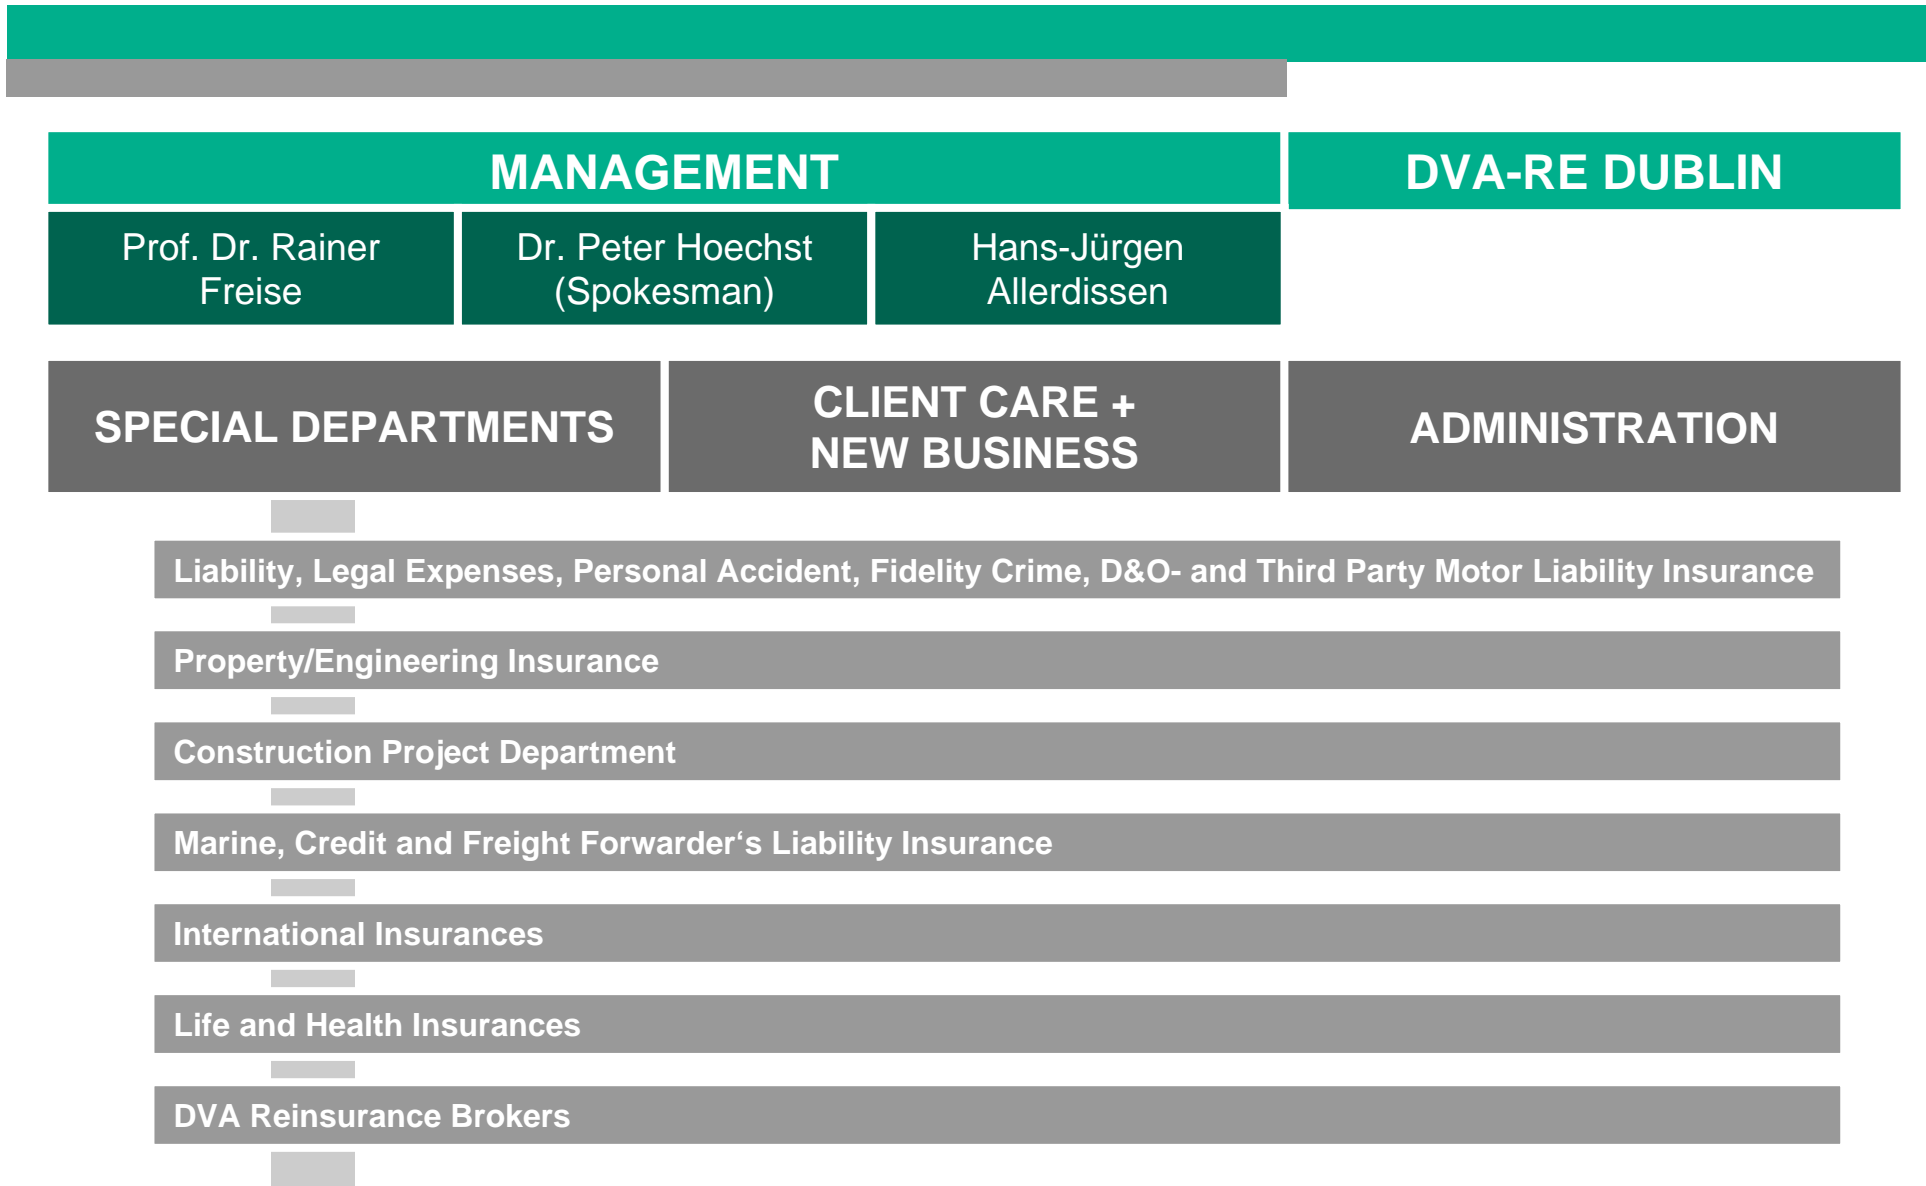 MANAGEMENT
DVA-RE DUBLIN
Prof. Dr. Rainer
Freise
Dr. Peter Hoechst
(Spokesman)
Hans-Jürgen
Allerdissen
SPECIAL DEPARTMENTS
CLIENT CARE +
NEW BUSINESS
ADMINISTRATION
Liability, Legal Expenses, Personal Accident, Fidelity Crime, D&O- and Third Party Motor Liability Insurance
Property/Engineering Insurance
Construction Project Department
Marine, Credit and Freight Forwarder‘s Liability Insurance
International Insurances
Life and Health Insurances
DVA Reinsurance Brokers